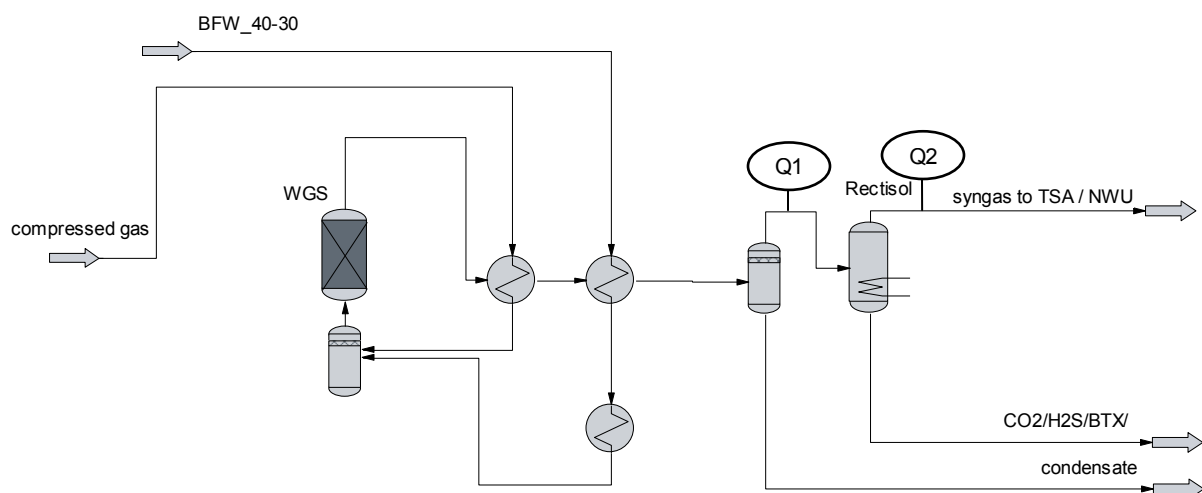 BFW_40-30
Q1
Q2
WGS
Rectisol
syngas to TSA / NWU
compressed gas
CO2/H2S/BTX/
condensate